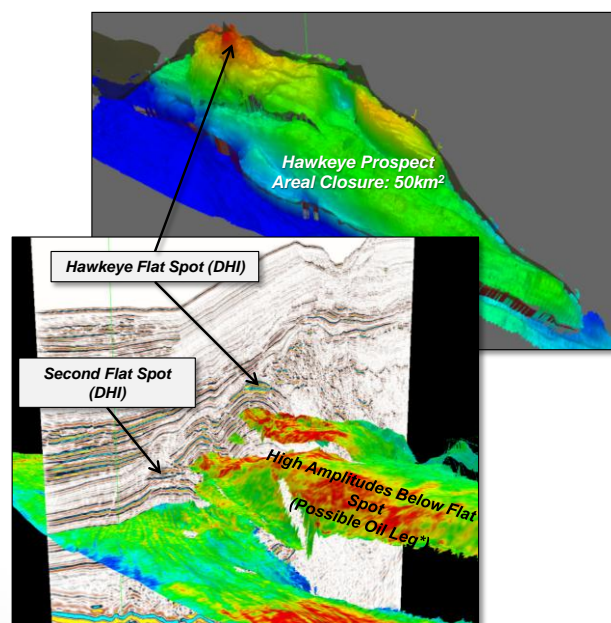 Hawkeye Prospect
Areal Closure: 50km²
Hawkeye Flat Spot (DHI)
Second Flat Spot
(DHI)
High Amplitudes Below Flat
Spot
(Possible Oil Leg*)